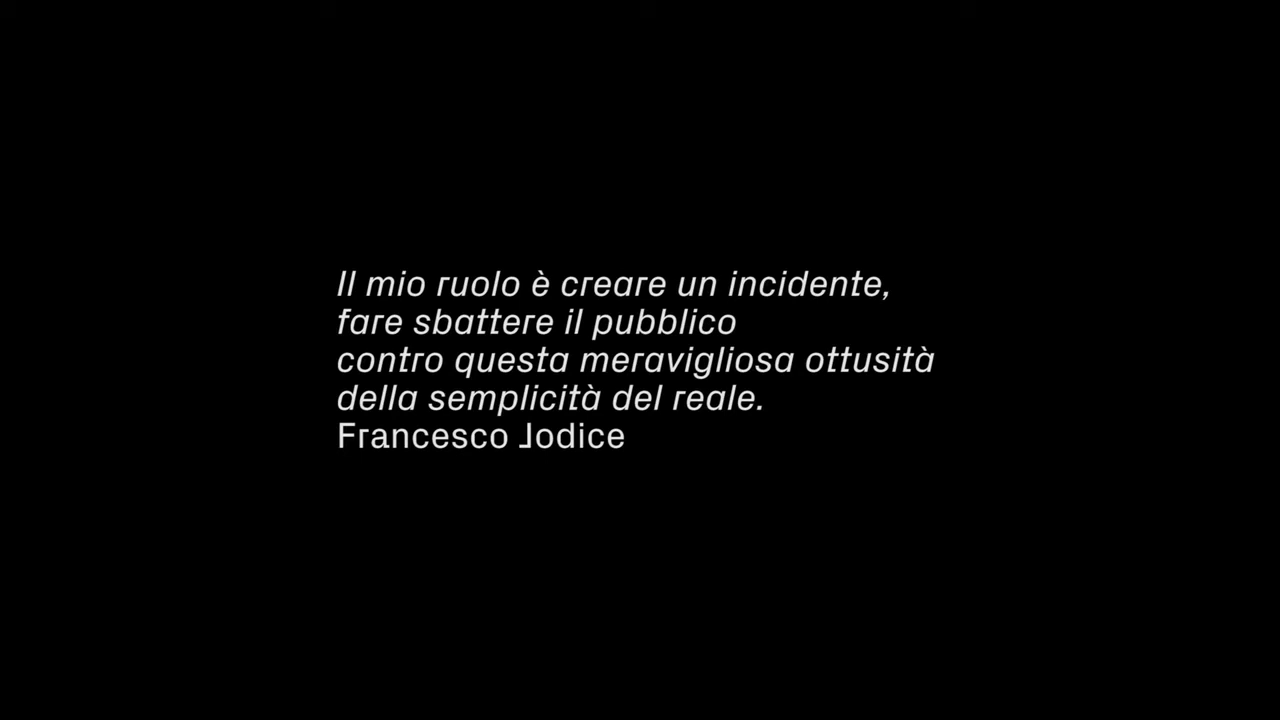 Il mio ruolo è creare un incidente,
fare sbattere il pubblico
contro questa meravigliosa ottusità
della semplicità del reale.
Francesco Jodice